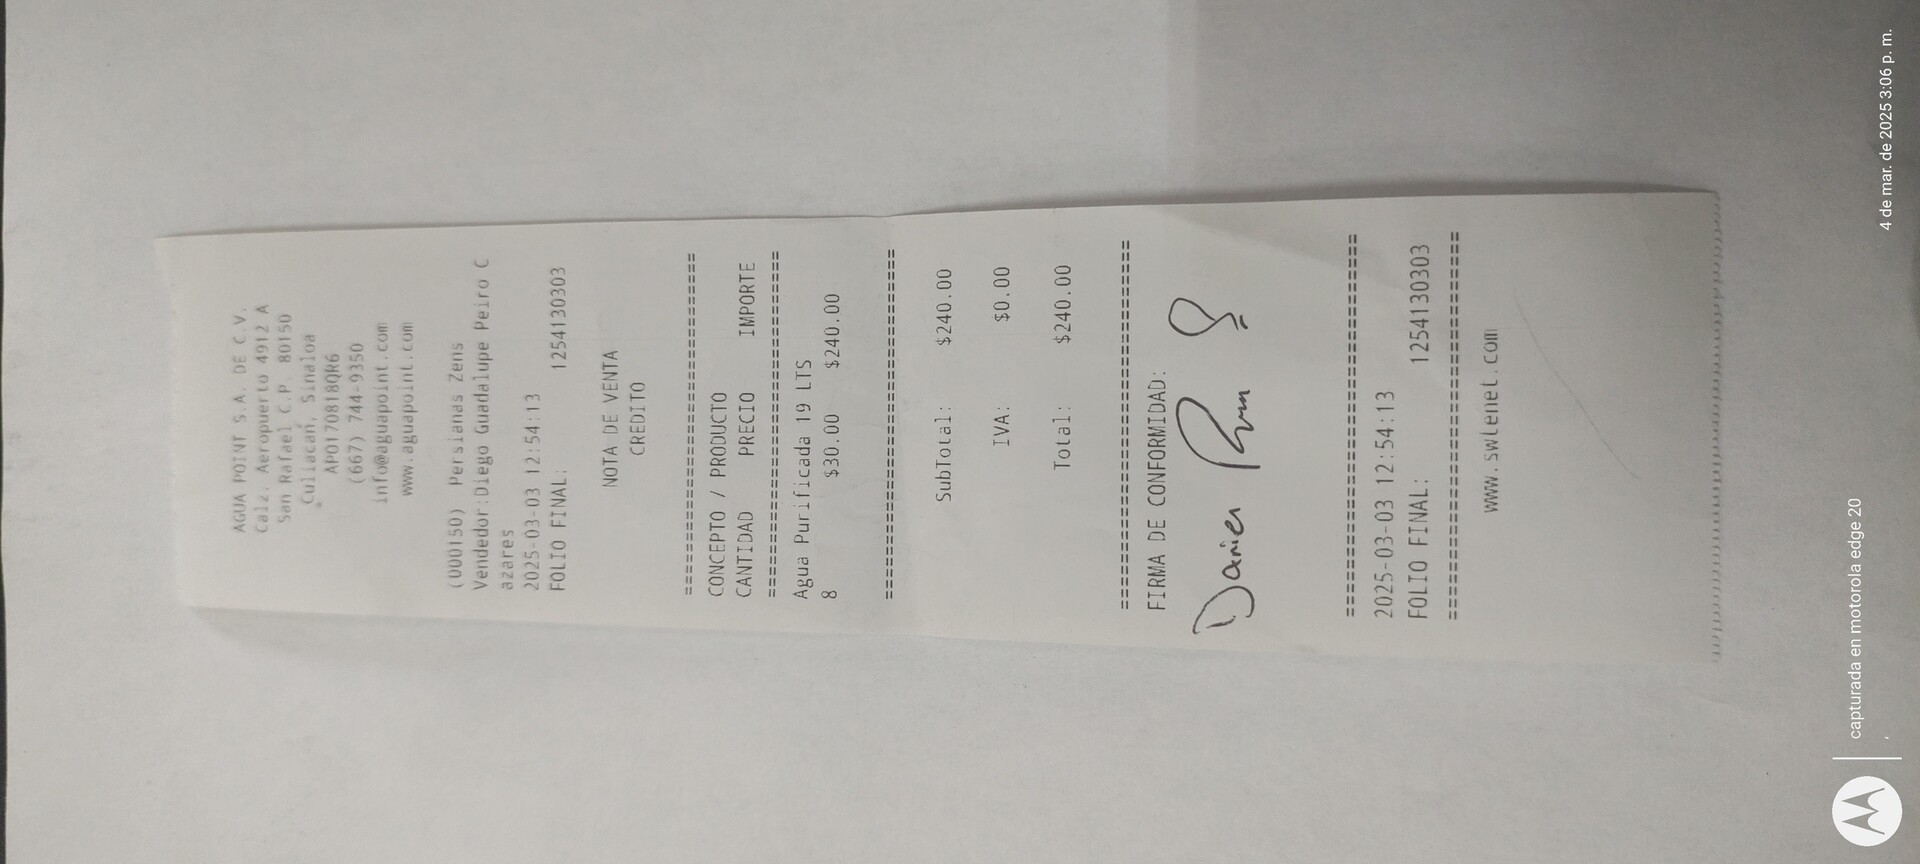 AGUA POINT S.A. DE C.V.
Calz. Aeropuerto 4912 A
San Rafael C.P. 80150
Culiacan, Sinaloa
APO170818QR6
(667) 744-9350
info@aguapoint.com
www.aguapoint.com
(000150) Persianas Zens
Vendedor:Diego Guadalupe Peiro C
azares
2025-03-03 12:54:13
FOLIO FINAL: 1254130303
NOTA DE VENTA
CREDITO
================================
CONCEPTO / PRODUCTO
CANTIDAD PRECIO IMPORTE
================================
Agua Purificada 19 LTS
8 $30.00 $240.00
================================
SubTotal: $240.00
IVA: $0.00
Total: $240.00
================================
FIRMA DE CONFORMIDAD:
Daniel
================================
2025-03-03 12:54:13
FOLIO FINAL: 1254130303
================================
www.swlenet.com
capturada en motorola edge 20
4 de mar. de 2025 3:06 p. m.